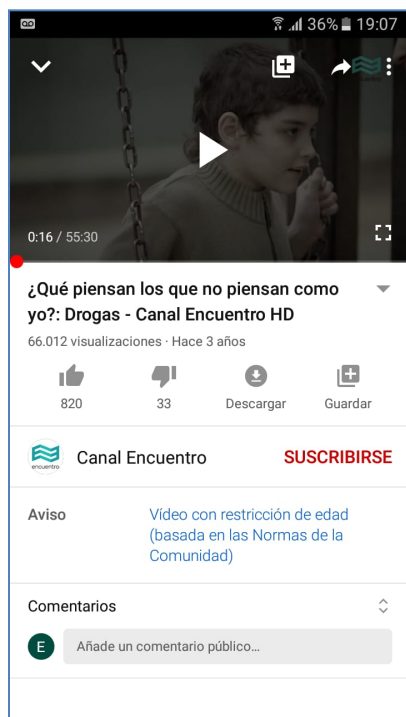 36% 19:07
0:16 / 55:30
¿Qué piensan los que no piensan como
yo?: Drogas - Canal Encuentro HD
66.012 visualizaciones · Hace 3 años
820 33 Descargar Guardar
encuentro
Canal Encuentro SUSCRIBIRSE
Aviso Vídeo con restricción de edad
(basada en las Normas de la
Comunidad)
Comentarios
E Añade un comentario público...